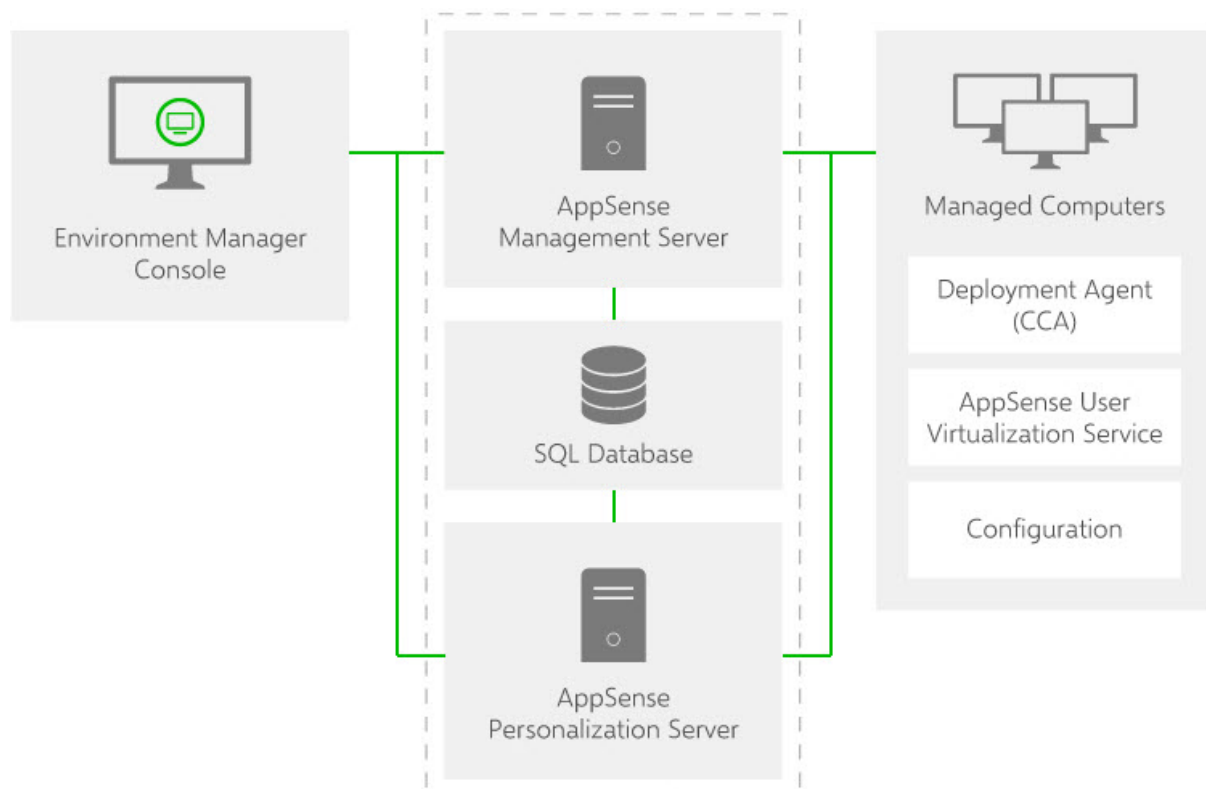 Environment Manager
Console
AppSense
Management Server
SQL Database
AppSense
Personalization Server
Managed Computers
Deployment Agent
(CCA)
AppSense User
Virtualization Service
Configuration